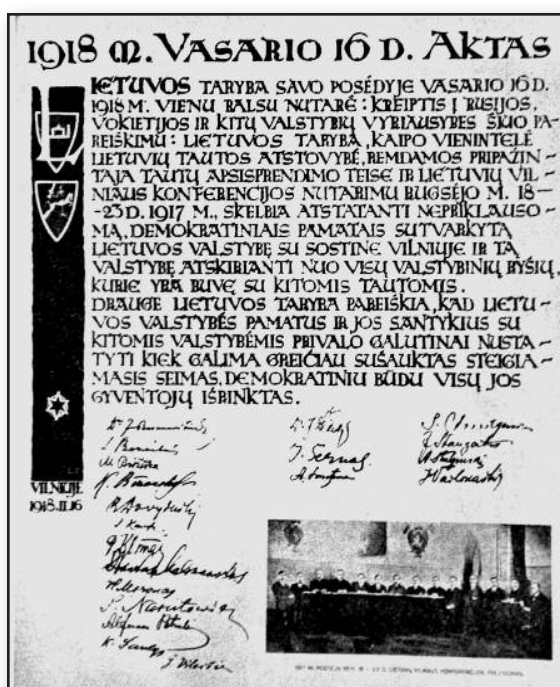 1918 M. VASARIO 16 D. AKTAS
LIETUVOS TARYBA SAVO POSĖDYJE VASARIO 16 D.
1918 M. VIENU BALSU NUTARĖ: KREIPTIS Į RUSIJOS,
VOKIETIJOS IR KITŲ VALSTYBIŲ VYRIAUSYBES ŠIUO PA-
REIŠKIMU: LIETUVOS TARYBA, KAIPO VIENINTELĖ
LIETUVIŲ TAUTOS ATSTOVYBĖ, REMDAMOS PRIPAŽIN-
TĄJA TAUTŲ APSISPRENDIMO TEISE IR LIETUVIŲ VIL-
NIAUS KONFERENCIJOS NUTARIMU RUGSĖJO M. 18—
-23 D. 1917 M., SKELBIA ATSTATANTI NEPRIKLAUSO-
MĄ, DEMOKRATINIAIS PAMATAIS SUTVARKYTĄ
LIETUVOS VALSTYBĘ SU SOSTINE VILNIUJE IR TĄ
VALSTYBĘ ATSKIRIANTI NUO VISŲ VALSTYBINIŲ RYŠIŲ,
KURIE YRA BUVĘ SU KITOMIS TAUTOMIS.
DRAUGE LIETUVOS TARYBA PAREIŠKIA, KAD LIETU-
VOS VALSTYBĖS PAMATUS IR JOS SANTYKIUS SU
KITOMIS VALSTYBĖMIS PRIVALO GALUTINAI NUSTA-
TYTI KIEK GALIMA GREIČIAU SUŠAUKTAS STEIGIA-
MASIS SEIMAS, DEMOKRATINIU BŪDU VISŲ JOS
GYVENTOJŲ IŠRINKTAS.
VILNIUJE
1918.II.16